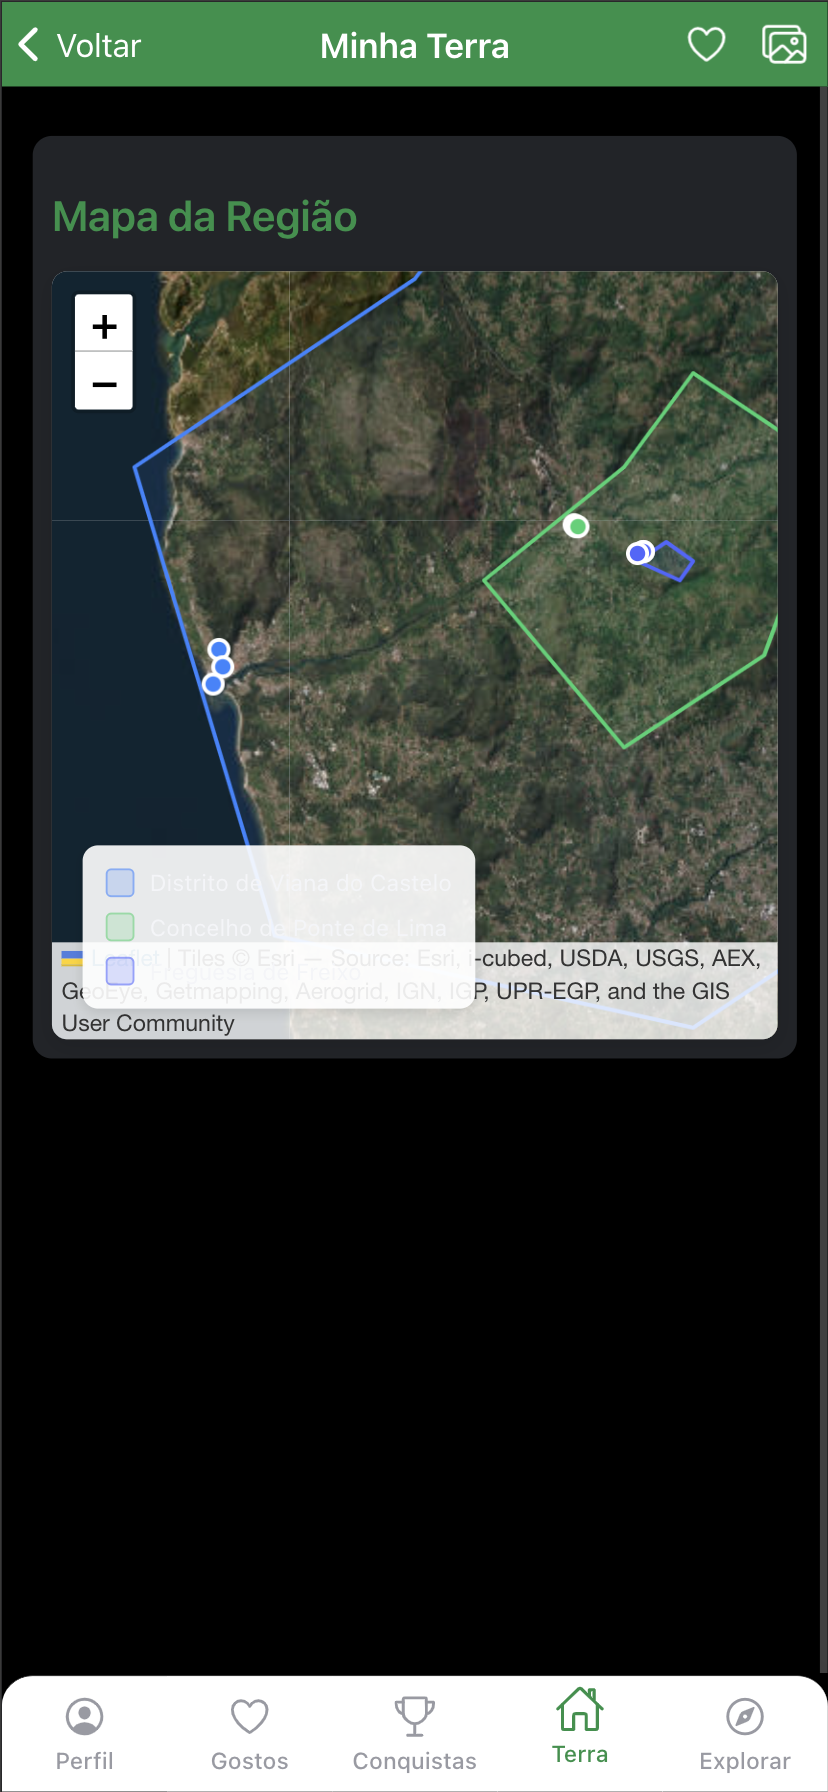 Voltar
Minha Terra
Mapa da Região
+
−
Distrito de Viana do Castelo
Concelho de Ponte de Lima
Freguesia de Freixo
Leaflet | Tiles © Esri — Source: Esri, i-cubed, USDA, USGS, AEX,
GeoEye, Getmapping, Aerogrid, IGN, IGP, UPR-EGP, and the GIS
User Community
Perfil
Gostos
Conquistas
Terra
Explorar